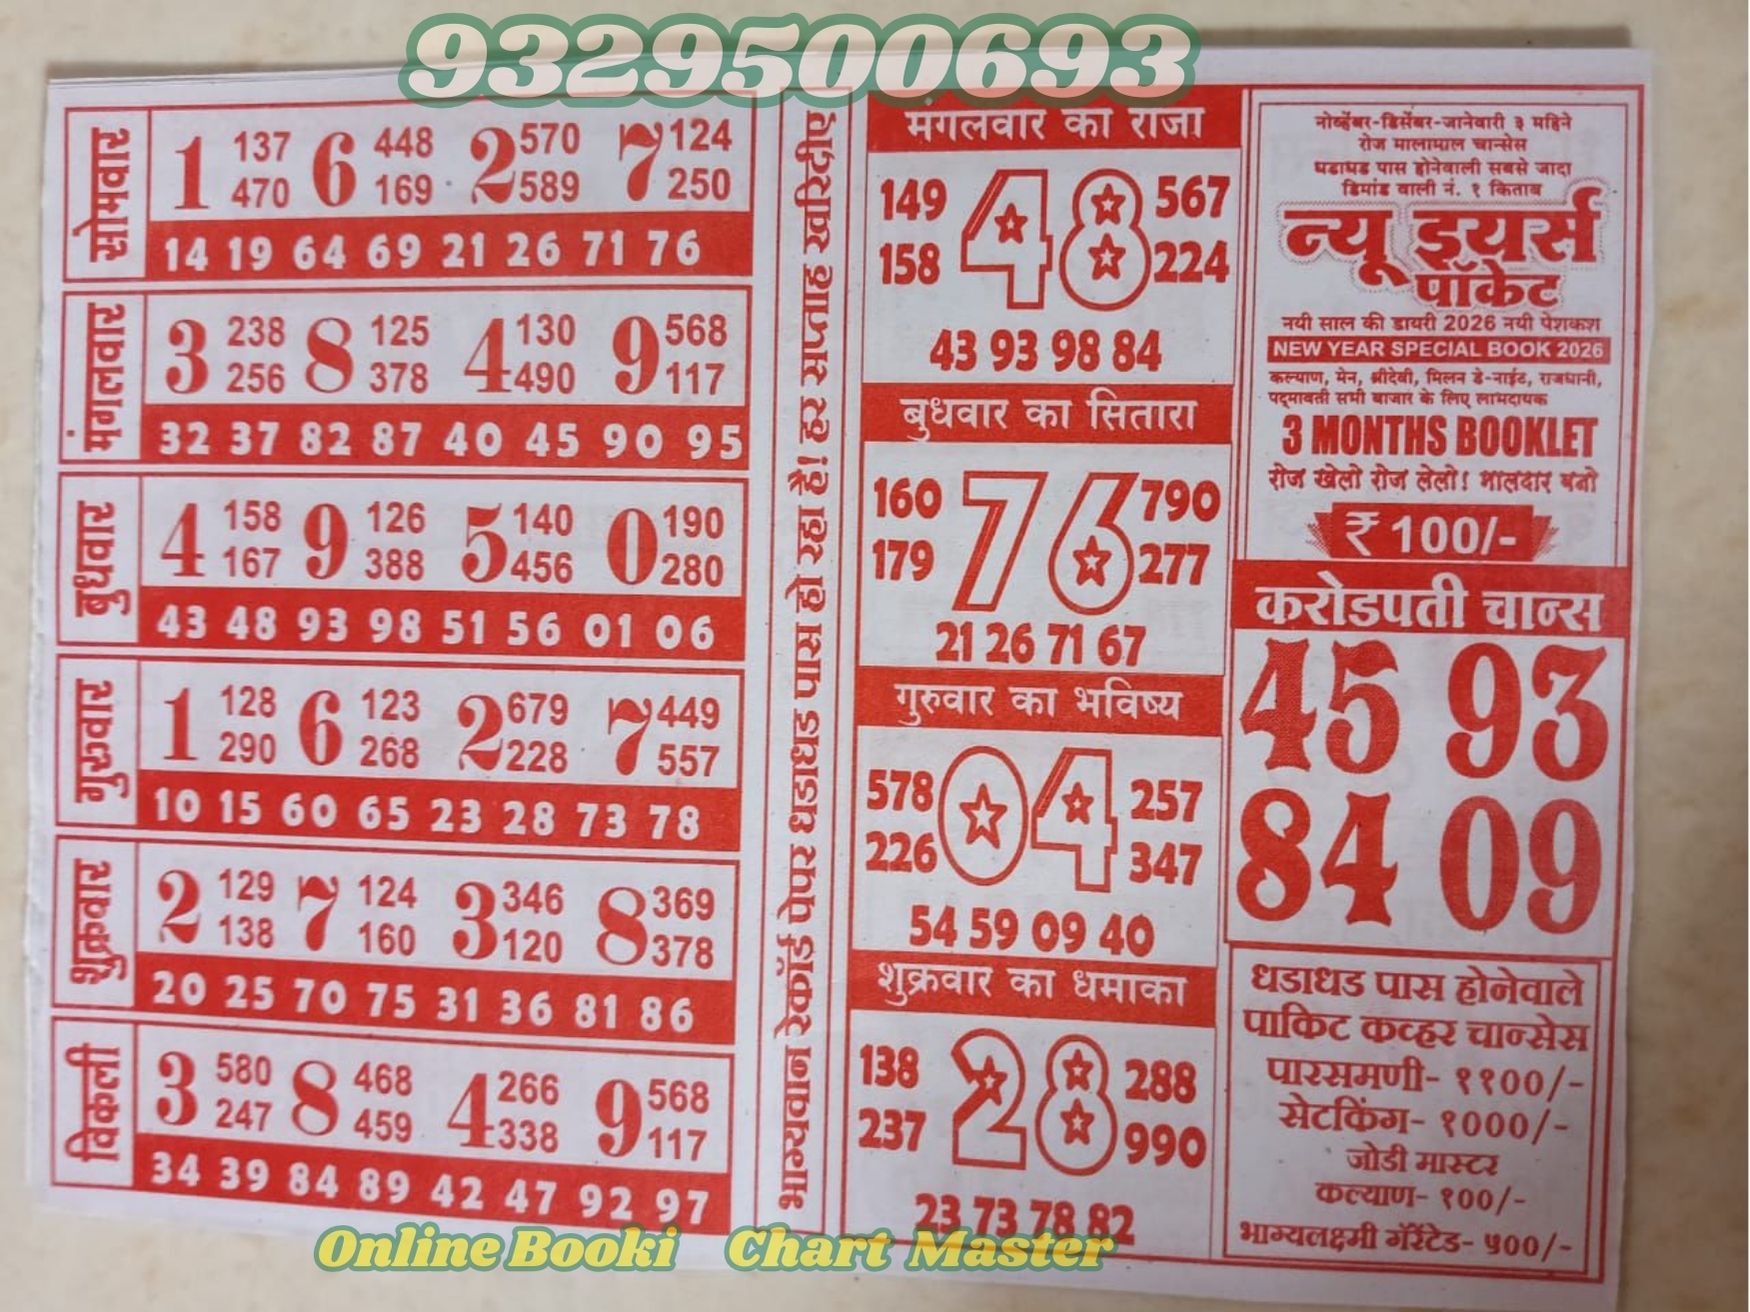 9329500693
सोमवार
1 137 6 448 2 570 7 124
470 169 589 250
14 19 64 69 21 26 71 76
मंगलवार
3 238 8 125 4 130 9 568
256 378 490 117
32 37 82 87 40 45 90 95
बुधवार
4 158 9 126 5 140 0 190
167 388 456 280
43 48 93 98 51 56 01 06
गुरुवार
1 128 6 123 2 679 7 449
290 268 228 557
10 15 60 65 23 28 73 78
शुक्रवार
2 129 7 124 3 346 8 369
138 160 120 378
20 25 70 75 31 36 81 86
विकली
3 580 8 468 4 266 9 568
247 459 338 117
34 39 84 89 42 47 92 97
भाग्यवान रेकॉर्ड पेपर धडाधड पास हो रहा है! हर सप्ताह खरिदीए
मंगलवार का राजा
149 48 567
158 224
43 93 98 84
बुधवार का सितारा
160 76 790
179 277
21 26 71 67
गुरुवार का भविष्य
578 04 257
226 347
54 59 09 40
शुक्रवार का धमाका
138 28 288
237 990
23 73 78 82
नोव्हेंबर-डिसेंबर-जानेवारी ३ महिने
रोज मालामाल चान्सेस
धडाधड पास होनेवाली सबसे जादा
डिमांड वाली नं. १ किताब
न्यू इयर्स
पॉकेट
नयी साल की डायरी 2026 नयी पेशकश
NEW YEAR SPECIAL BOOK 2026
कल्याण, मेन, श्रीदेवी, मिलन डे-नाईट, राजधानी,
पद्मावती सभी बाजार के लिए लाभदायक
3 MONTHS BOOKLET
रोज खेलो रोज लेलो! मालदार बनो
₹ 100/-
करोडपती चान्स
45 93
84 09
धडाधड पास होनेवाले
पाकिट कव्हर चान्सेस
पारसमणी- ११00/-
सेटकिंग- १000/-
जोडी मास्टर
कल्याण- १00/-
भाग्यलक्ष्मी गॅरेंटेड- ५00/-
Online Booki Chart Master